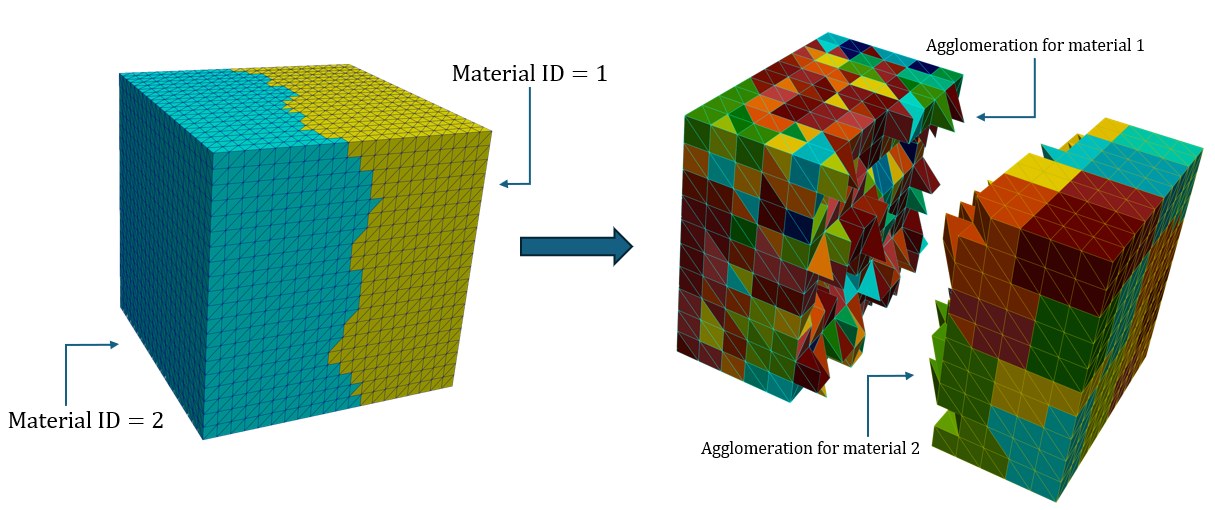 Material ID = 1
Material ID = 2
Agglomeration for material 1
Agglomeration for material 2